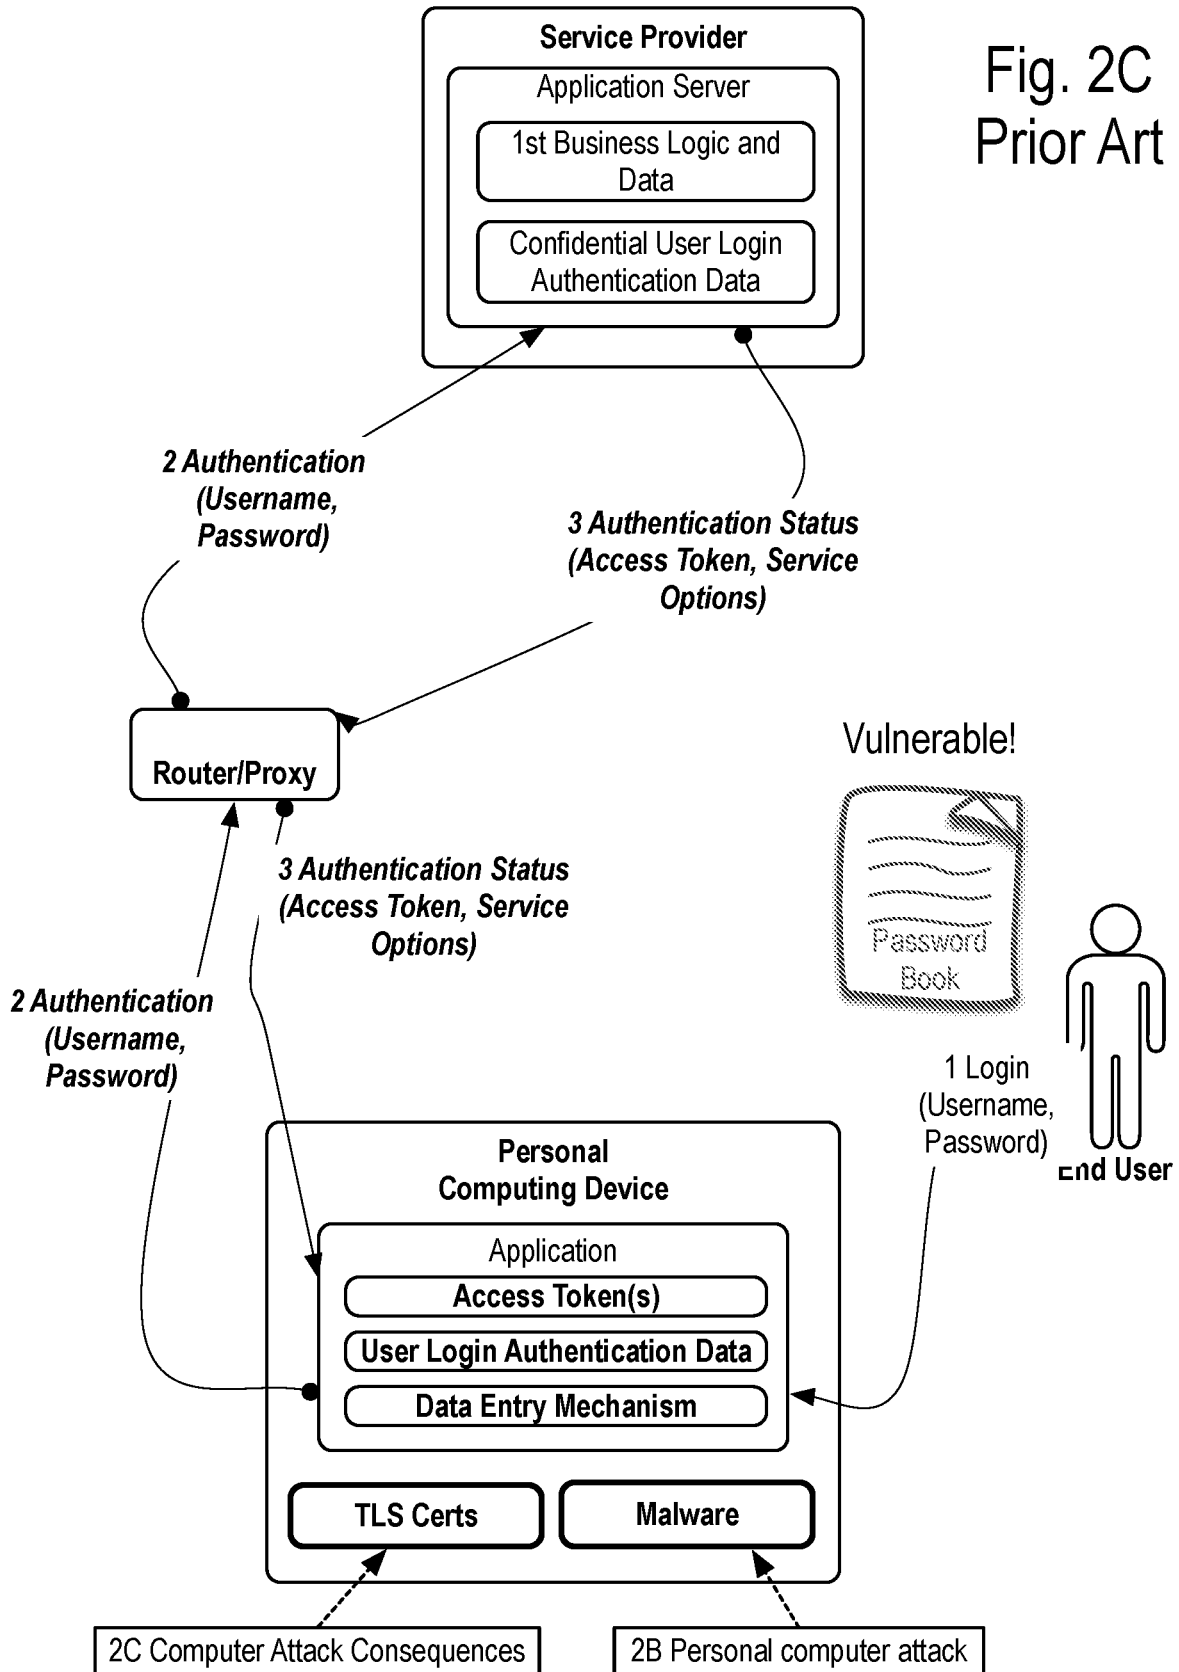 Service Provider
Fig. 2C
Prior Art
Application Server
1st Business Logic and
Data
Confidential User Login
Authentication Data
2 Authentication
(Username,
Password)
3 Authentication Status
(Access Token, Service
Options)
Router/Proxy
Vulnerable!
Password
Book
3 Authentication Status
(Access Token, Service
Options)
2 Authentication
(Username,
Password)
1 Login
(Username,
Password)
End User
Personal
Computing Device
Application
Access Token(s)
User Login Authentication Data
Data Entry Mechanism
TLS Certs
Malware
2C Computer Attack Consequences
2B Personal computer attack